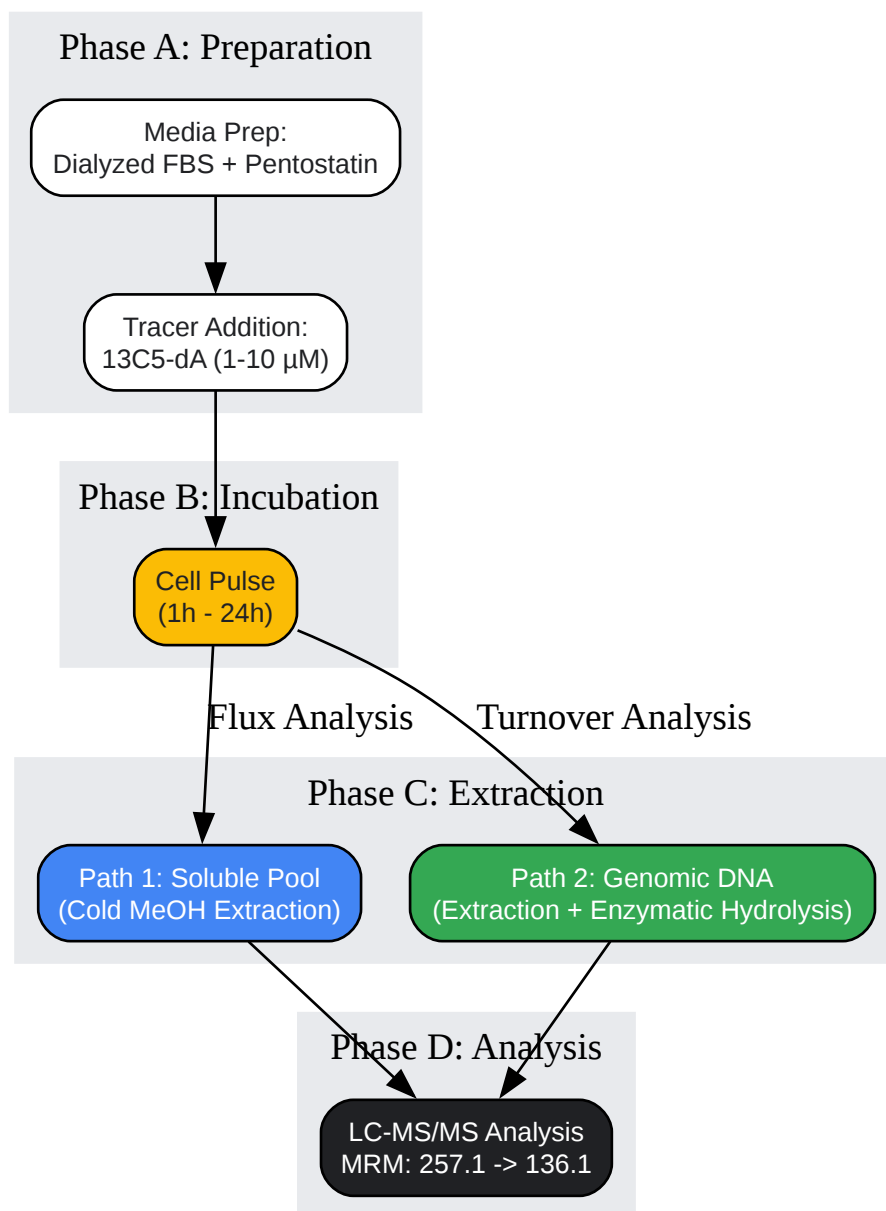 Phase A: Preparation
Media Prep:
Dialyzed FBS + Pentostatin
Tracer Addition:
13C5-dA (1-10 µM)
Phase B: Incubation
Cell Pulse
(1h - 24h)
Flux Analysis
Turnover Analysis
Phase C: Extraction
Path 1: Soluble Pool
(Cold MeOH Extraction)
Path 2: Genomic DNA
(Extraction + Enzymatic Hydrolysis)
Phase D: Analysis
LC-MS/MS Analysis
MRM: 257.1 -> 136.1